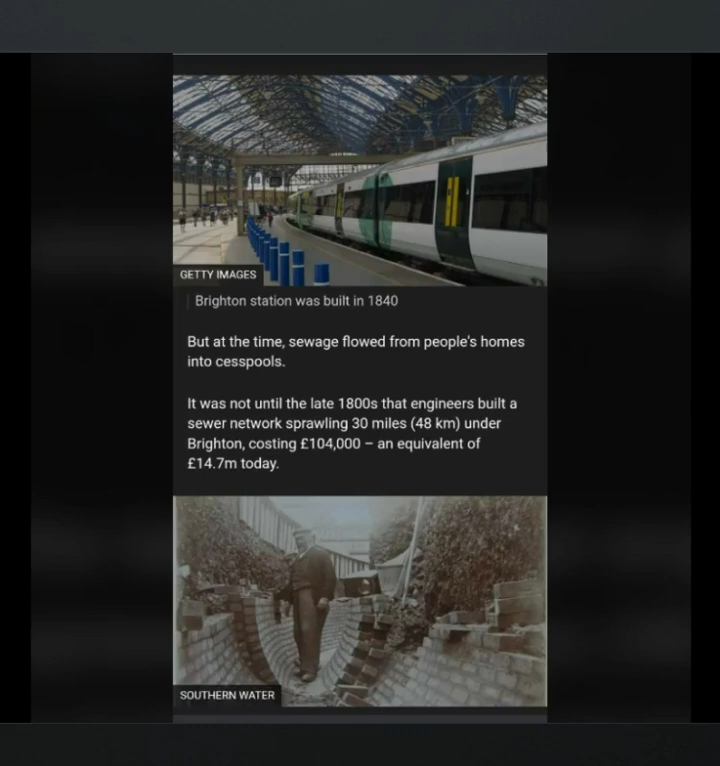 GETTY IMAGES
Brighton station was built in 1840
But at the time, sewage flowed from people's homes
into cesspools.
It was not until the late 1800s that engineers built a
sewer network sprawling 30 miles (48 km) under
Brighton, costing £104,000 – an equivalent of
£14.7m today.
SOUTHERN WATER